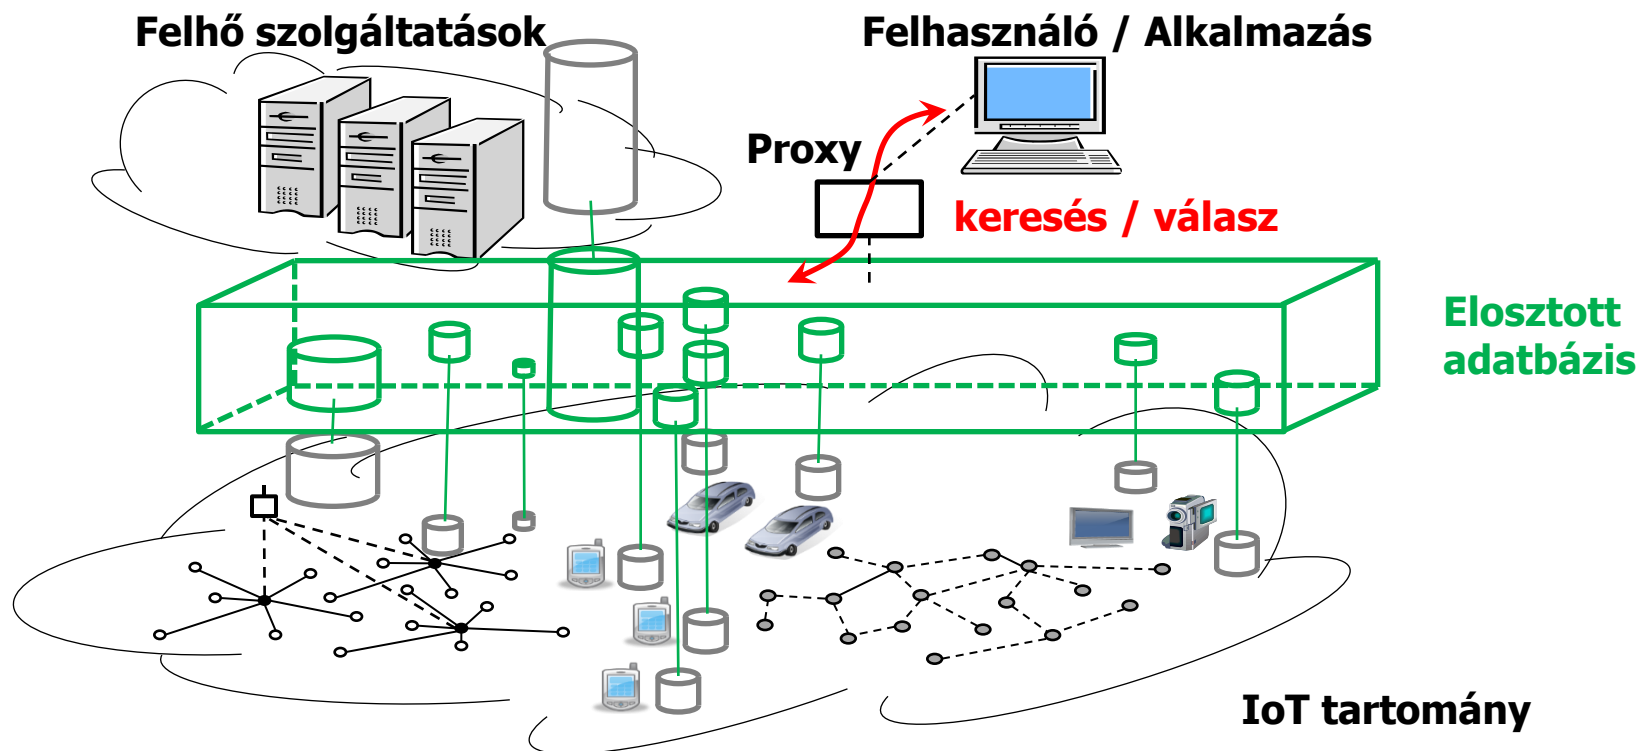 Felhő szolgáltatások
Felhasználó / Alkalmazás
Proxy
keresés / válasz
Elosztott
adatbázis
IoT tartomány